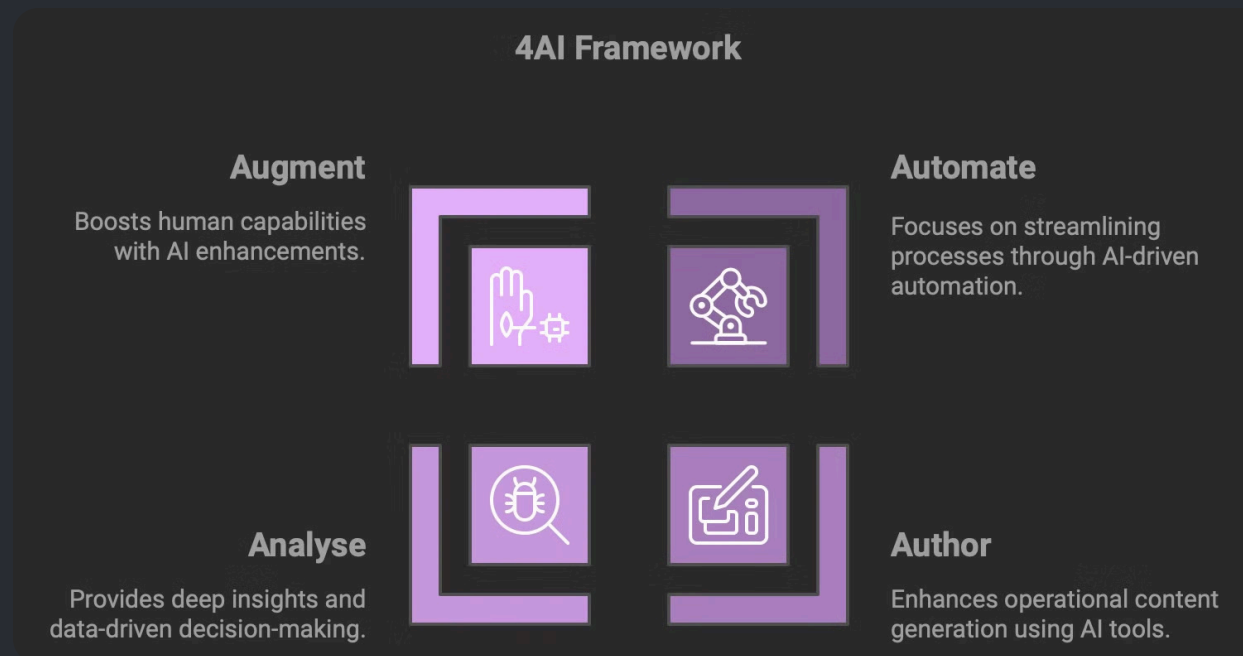 4AI Framework
Augment
Boosts human capabilities
with AI enhancements.
Automate
Focuses on streamlining
processes through AI-driven
automation.
Analyse
Provides deep insights and
data-driven decision-making.
Author
Enhances operational content
generation using AI tools.